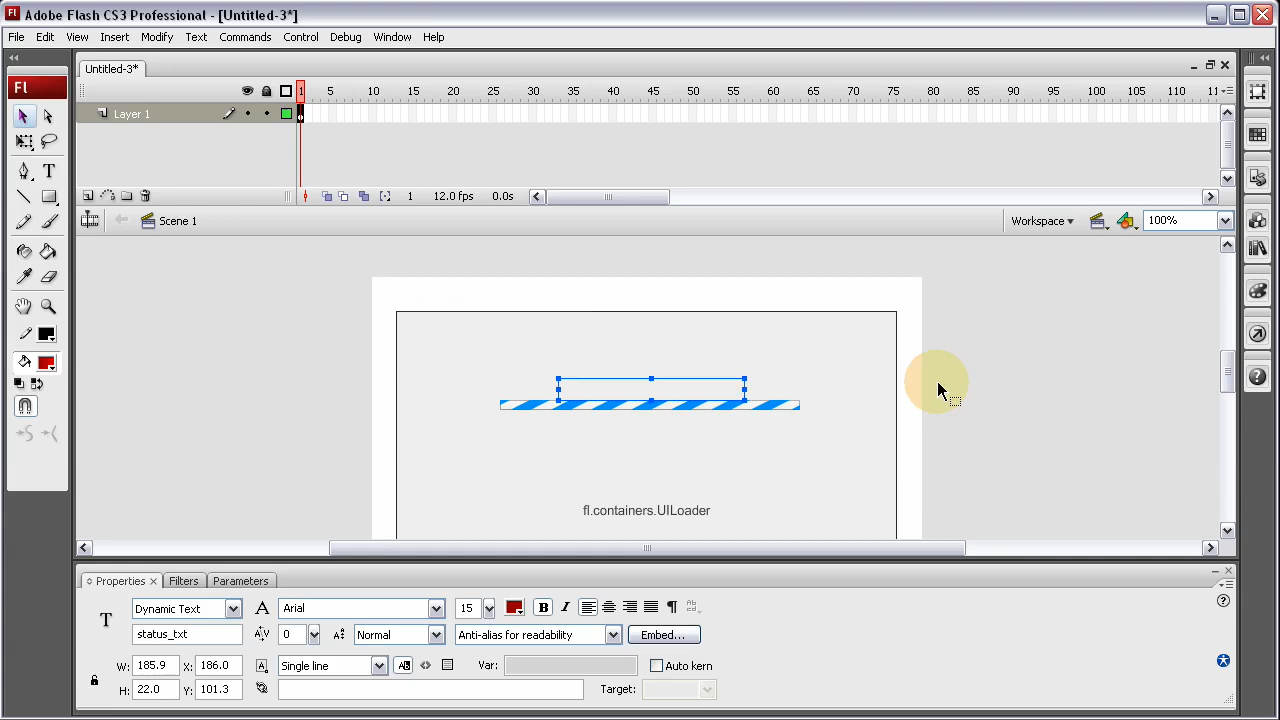 Fl Adobe Flash CS3 Professional - [Untitled-3*]
File Edit View Insert Modify Text Commands Control Debug Window Help
Untitled-3*
Fl
1 5 10 15 20 25 30 35 40 45 50 55 60 65 70 75 80 85 90 95 100 105 110 11
Layer 1
1 12.0 fps 0.0s
Scene 1 Workspace 100%
fl.containers.UILoader
Properties Filters Parameters
T Dynamic Text A Arial 15 B I
status_txt AV 0 Normal Anti-alias for readability Embed...
W: 185.9 X: 186.0 Single line Var: Auto kern
H: 22.0 Y: 101.3 Target: